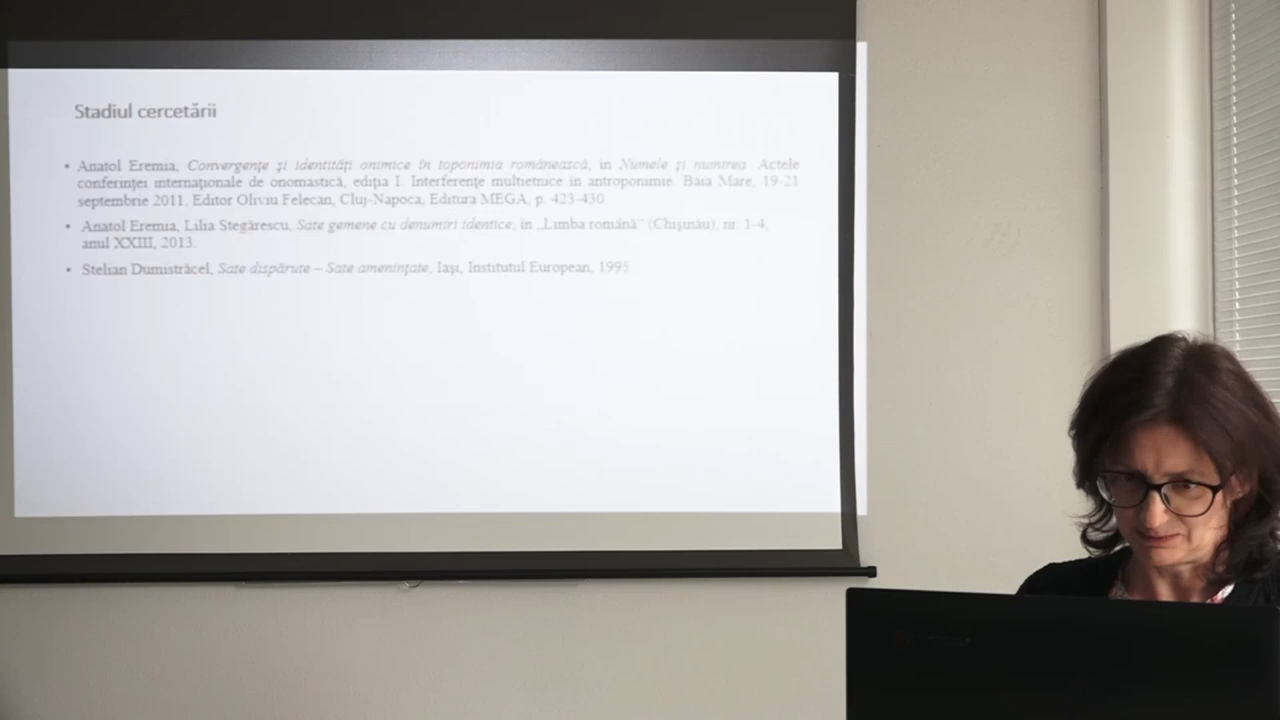 Stadiul cercetării
• Anatol Eremia, Convergențe și identități onimice în toponimia românească, in Numele și numirea. Actele
conferinței internaționale de onomastică, ediția I. Interferențe multietnice în antroponimie. Baia Mare, 19-21
septembrie 2011. Editor Oliviu Felecan, Cluj-Napoca, Editura MEGA, p. 423-430
• Anatol Eremia, Lilia Stegărescu, Sate gemene cu denumiri identice, in „Limba română” (Chișinău), nr. 1-4,
anul XXIII, 2013.
• Stelian Dumistrăcel, Sate dispărute – Sate amenințate, Iași, Institutul European, 1995